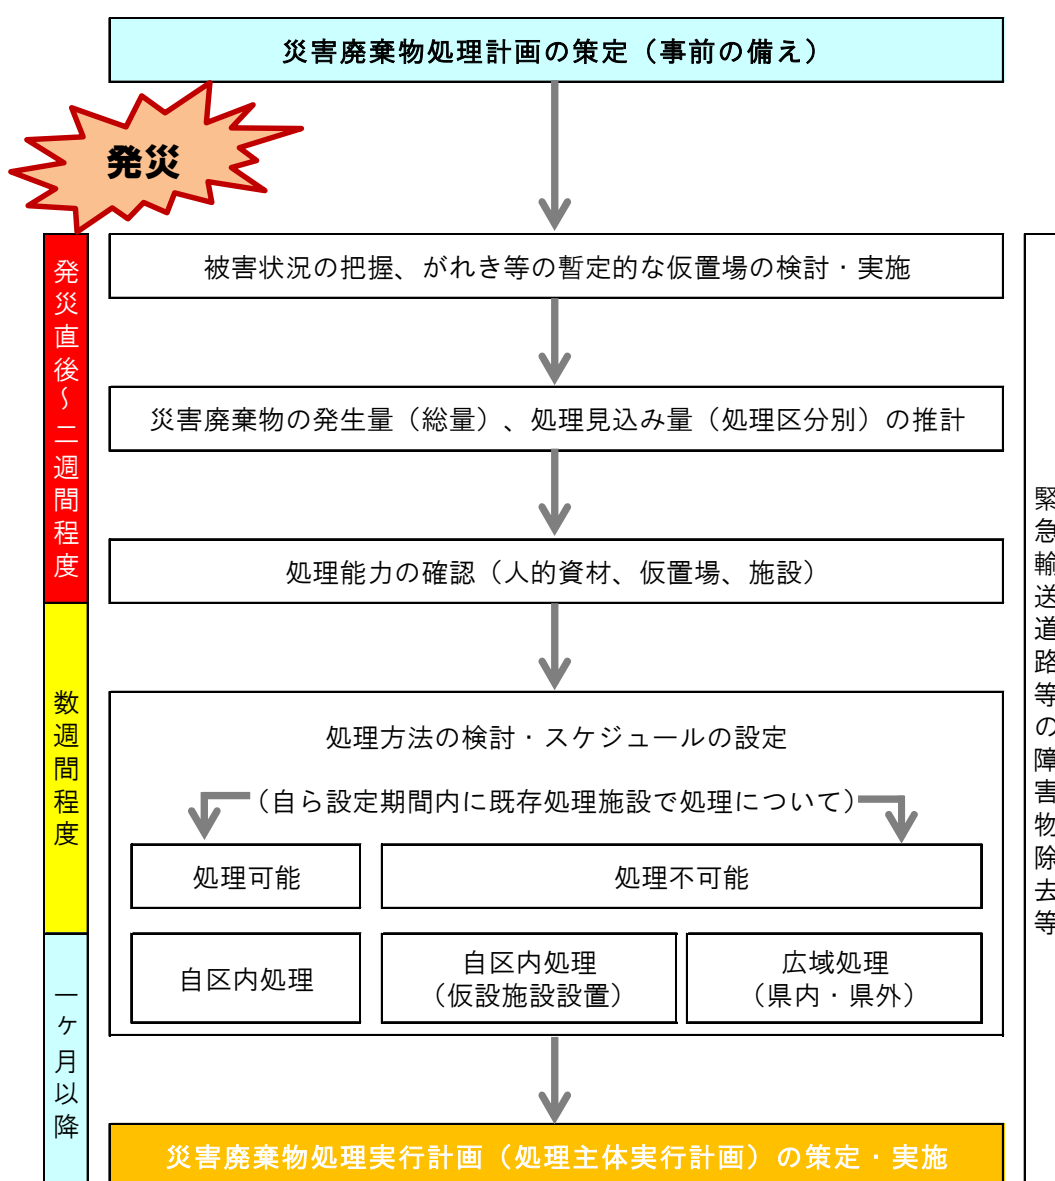 災害廃棄物処理計画の策定（事前の備え）
発災
発災直後～二週間程度
被害状況の把握、がれき等の暫定的な仮置場の検討・実施
災害廃棄物の発生量（総量）、処理見込み量（処理区分別）の推計
処理能力の確認（人的資材、仮置場、施設）
数週間程度
処理方法の検討・スケジュールの設定
（自ら設定期間内に既存処理施設で処理について）
処理可能
処理不可能
自区内処理
自区内処理
（仮設施設設置）
広域処理
（県内・県外）
一ヶ月以降
災害廃棄物処理実行計画（処理主体実行計画）の策定・実施
緊急輸送道路等の障害物除去等